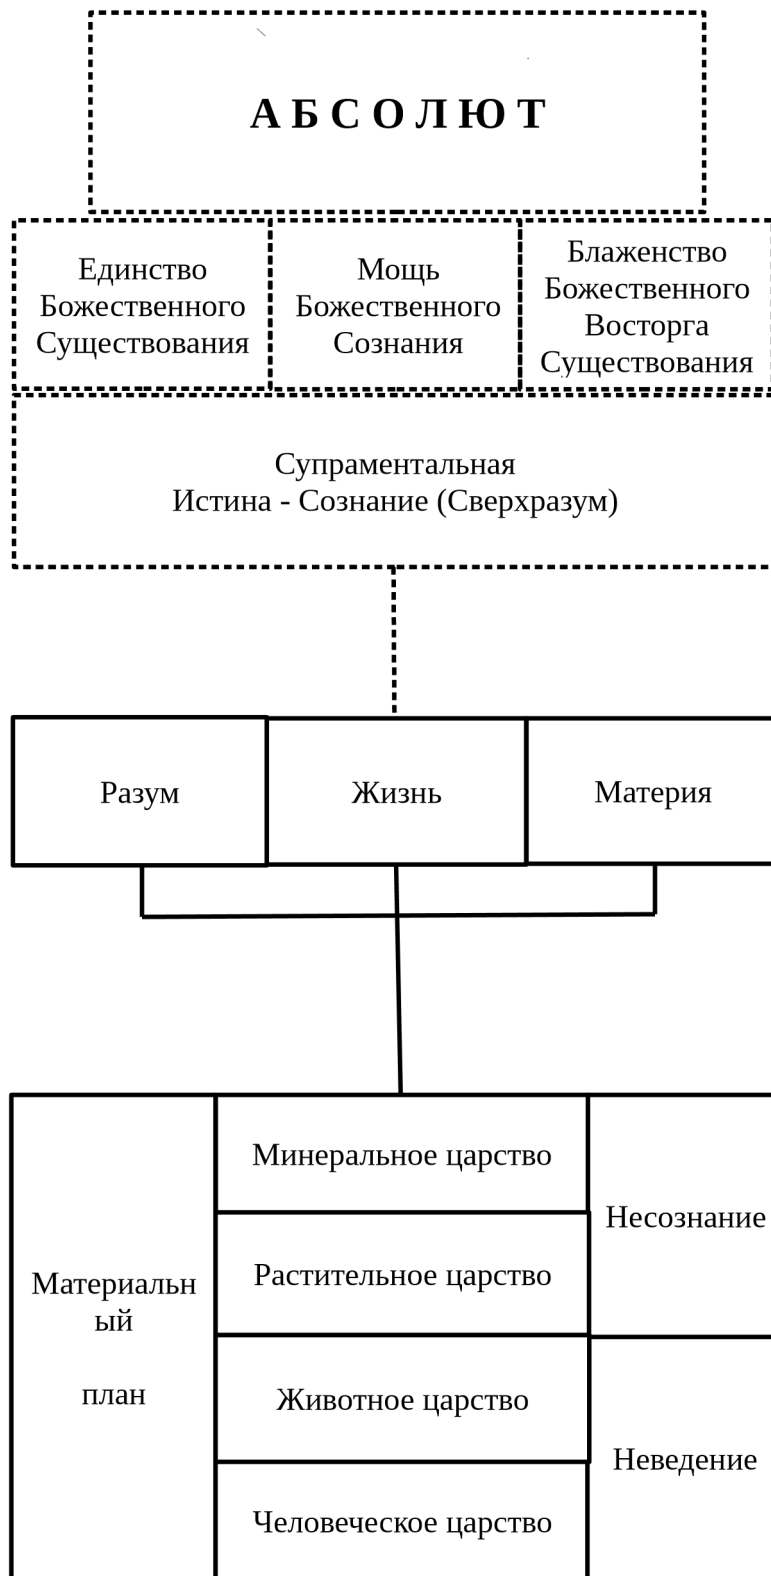 АБСОЛЮТ
Единство
Божественного
Существования
Мощь
Божественного
Сознания
Блаженство
Божественного
Восторга
Существования
Супраментальная
Истина - Сознание (Сверхразум)
Разум
Жизнь
Материя
Материальн
ый
план
Минеральное царство
Растительное царство
Животное царство
Человеческое царство
Несознание
Неведение